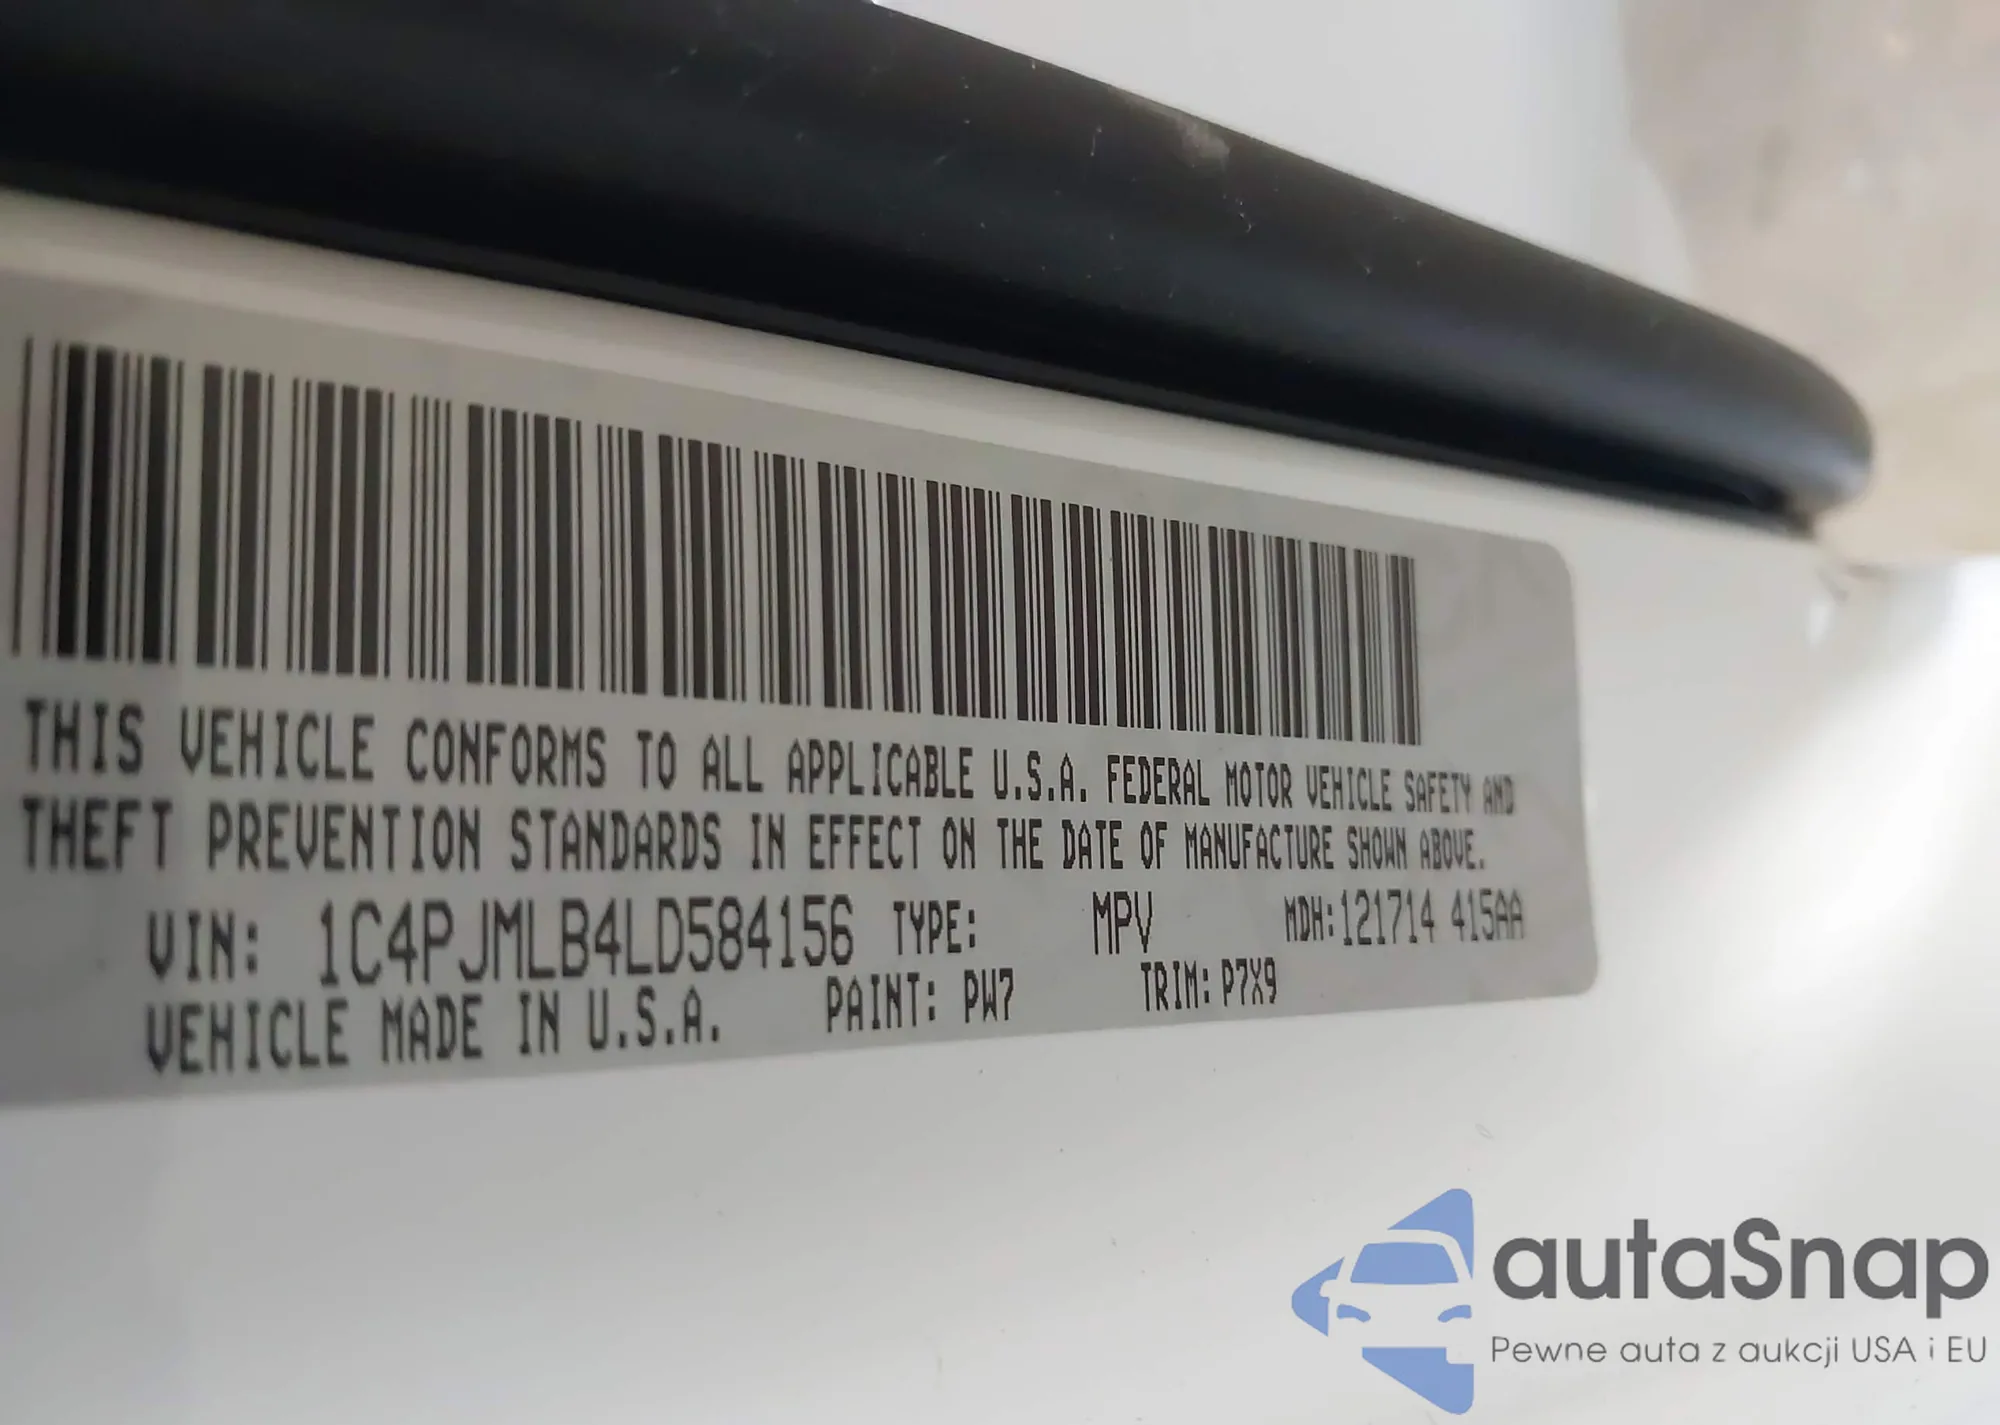 THIS VEHICLE CONFORMS TO ALL APPLICABLE U.S.A. FEDERAL MOTOR VEHICLE SAFETY AND
THEFT PREVENTION STANDARDS IN EFFECT ON THE DATE OF MANUFACTURE SHOWN ABOVE.
VIN: 1C4PJMLB4LD584156 TYPE: MPV MDH:121714 415AA
VEHICLE MADE IN U.S.A. PAINT: PW7 TRIM: P7X9
autaSnap
Pewne auta z aukcji USA i EU